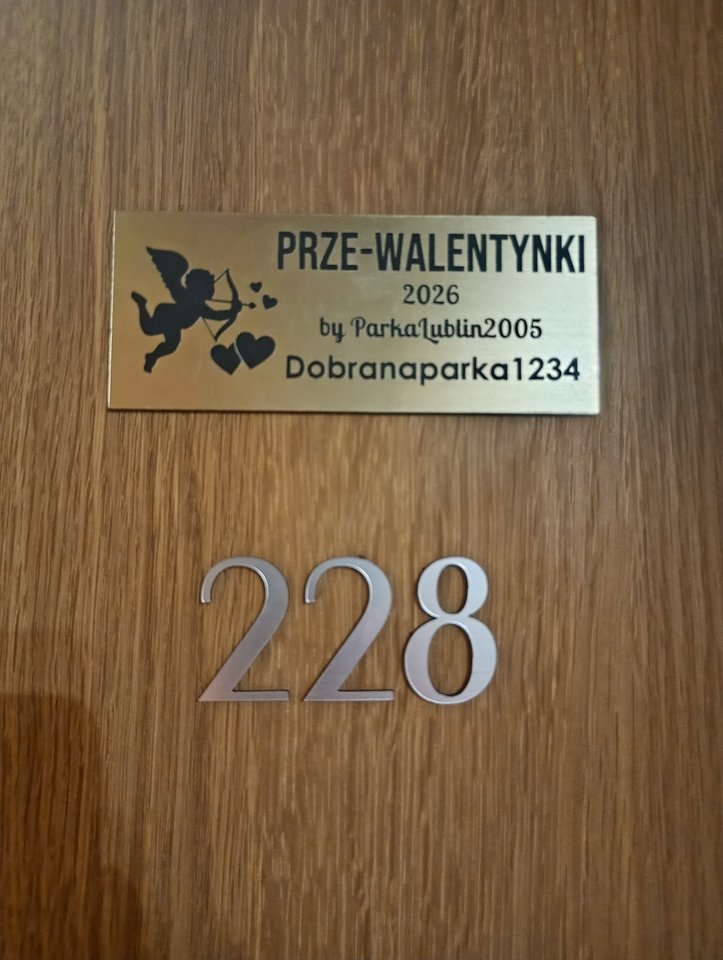 PRZE-WALENTYNKI
2026
by ParkaLublin2005
Dobranaparka1234
228